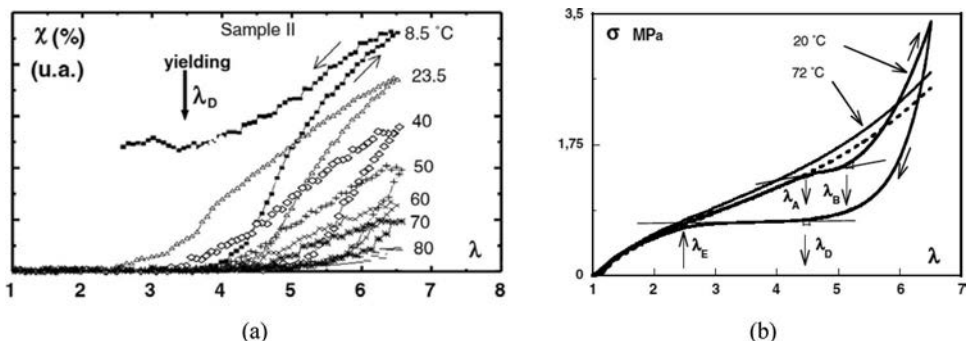 χ (%)
(u.a.)
Sample II
8.5 °C
yielding
λD
23.5
40
50
60
70
80
λ
1 2 3 4 5 6 7 8
(a)
3,5
σ MPa
20 °C
72 °C
1,75
λA
λB
λE
λD
λ
0
1 2 3 4 5 6 7
(b)